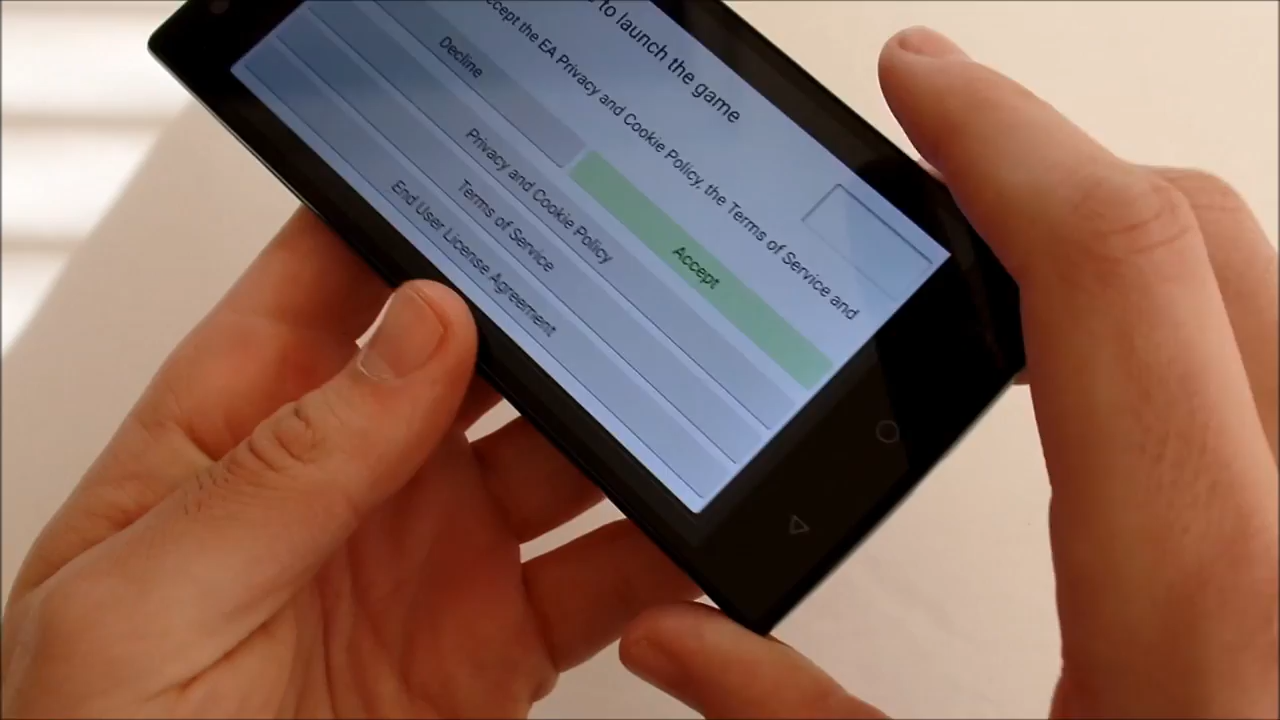 to launch the game
the EA Privacy and Cookie Policy, the Terms of Service and
Decline
Accept
Privacy and Cookie Policy
Terms of Service
End User License Agreement